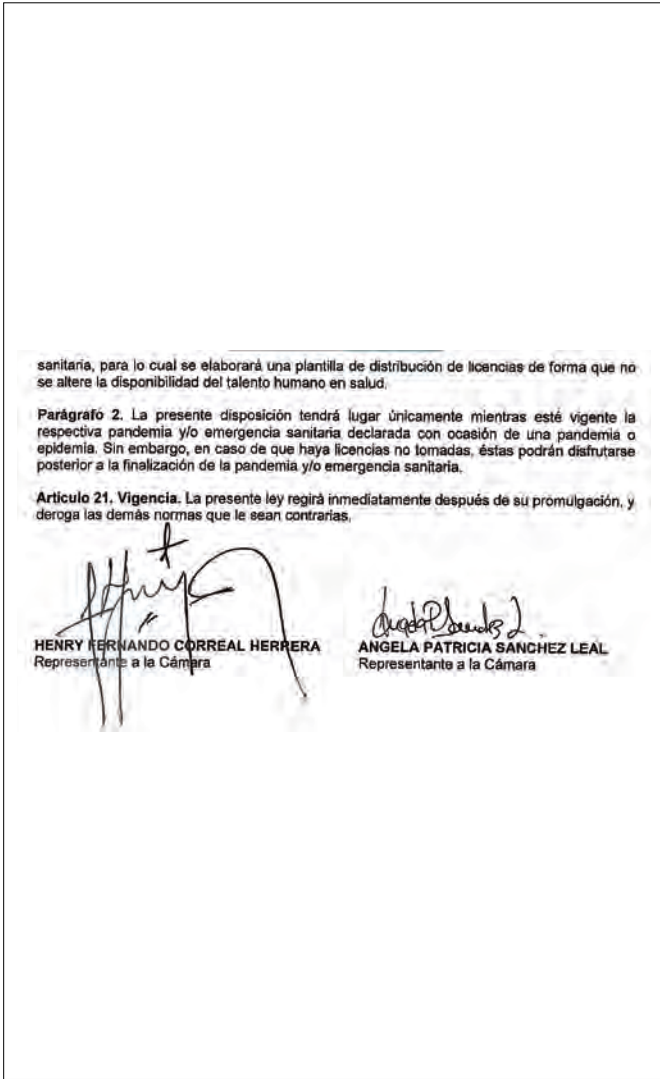 sanitaria, para lo cual se elaborará una plantilla de distribución de licencias de forma que no
se altere la disponibilidad del talento humano en salud.
Parágrafo 2. La presente disposición tendrá lugar únicamente mientras esté vigente la
respectiva pandemia y/o emergencia sanitaria declarada con ocasión de una pandemia o
epidemia. Sin embargo, en caso de que haya licencias no tomadas, éstas podrán disfrutarse
posterior a la finalización de la pandemia y/o emergencia sanitaria.
Articulo 21. Vigencia. La presente ley regirá inmediatamente después de su promulgación, y
deroga las demás normas que le sean contrarias.
HENRY FERNANDO CORREAL HERRERA
Representante a la Cámara
ANGELA PATRICIA SANCHEZ LEAL
Representante a la Cámara